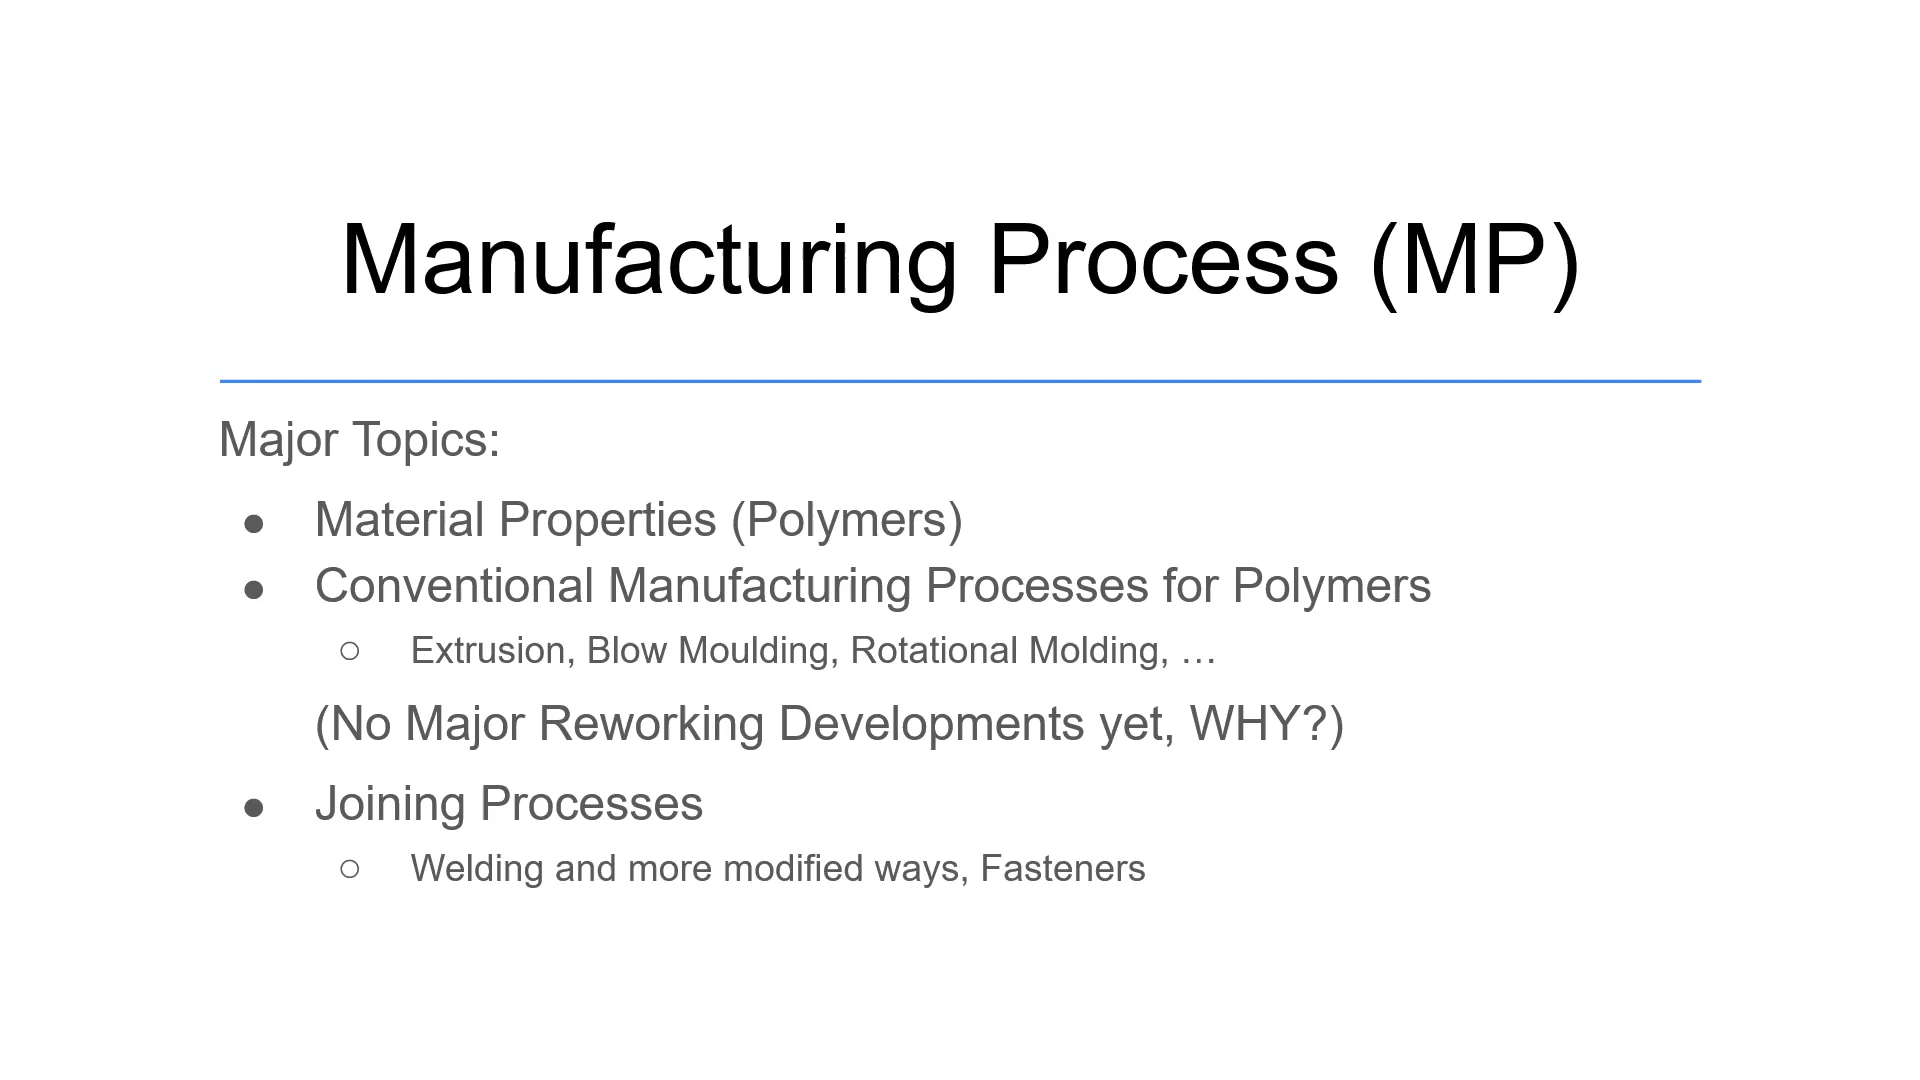 Manufacturing Process (MP)
Major Topics:
● Material Properties (Polymers)
● Conventional Manufacturing Processes for Polymers
○ Extrusion, Blow Moulding, Rotational Molding, …
(No Major Reworking Developments yet, WHY?)
● Joining Processes
○ Welding and more modified ways, Fasteners